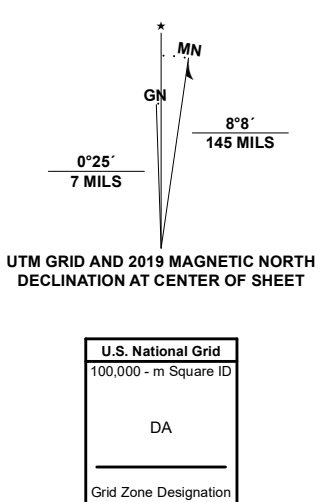 ★
MN
GN
8°8´
145 MILS
0°25´
7 MILS
UTM GRID AND 2019 MAGNETIC NORTH
DECLINATION AT CENTER OF SHEET
U.S. National Grid
100,000 - m Square ID
DA
Grid Zone Designation